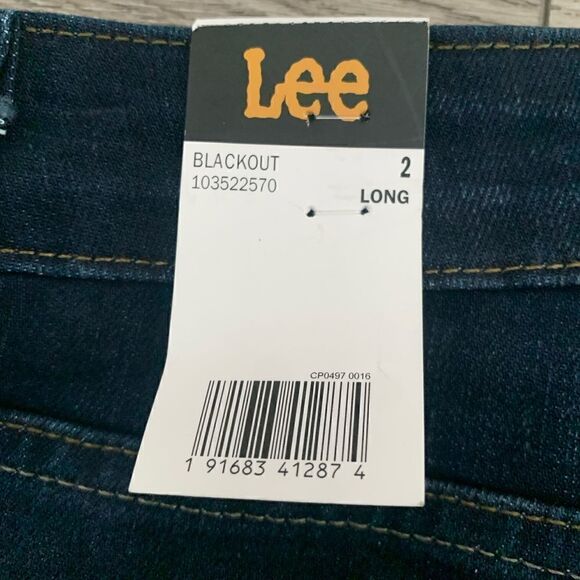 Lee
BLACKOUT 2
103522570 LONG
CP0497 0016
1 91683 41287 4